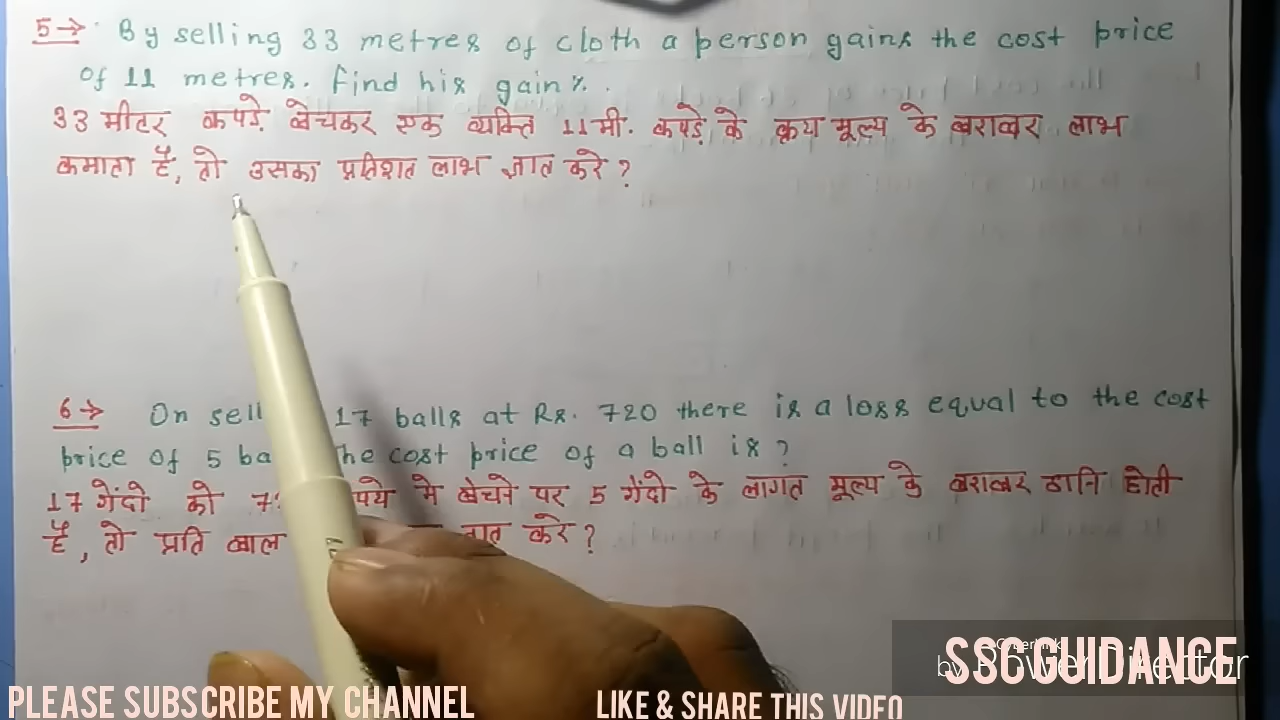 5→ By selling 33 metres of cloth a person gains the cost price
of 11 metres. find his gain%.
33 मीटर कपड़े बेचकर एक व्यक्ति 11 मी. कपड़े के क्रय मूल्य के बराबर लाभ
कमाता है, तो उसका प्रतिशत लाभ ज्ञात करे ?
6→ On sell 17 balls at Rs. 720 there is a loss equal to the cost
price of 5 ba he cost price of a ball is ?
17 गेंदो को 7 पये मे बेचने पर 5 गेंदो के लागत मूल्य के बराबर हानि होती
है, तो प्रति बाल ज्ञात करे ?
SSC GUIDANCE
by PowerDirector
PLEASE SUBSCRIBE MY CHANNEL
LIKE & SHARE THIS VIDEO